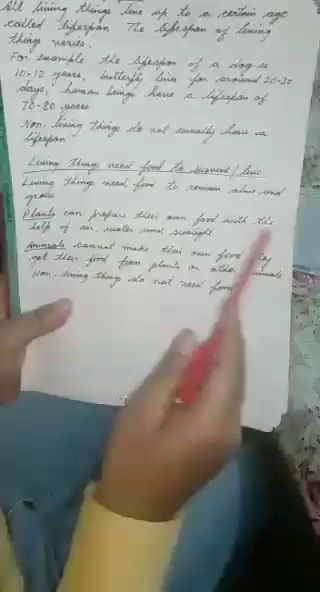 All living things live up to a certain age
called lifespan The lifespan of living
things varies.
For example the lifespan of a dog is
10-12 years, butterfly lives for around 20-30
days, human beings have a lifespan of
70-80 years
Non-living things do not usually have a
lifespan
Living things need food to survive/live
Living things need food to remain alive and
grow
Plants can prepare their own food with the
help of air, water and sunlight
Animals cannot make their own food
get their food from plants or other animals
Non-living things do not need food